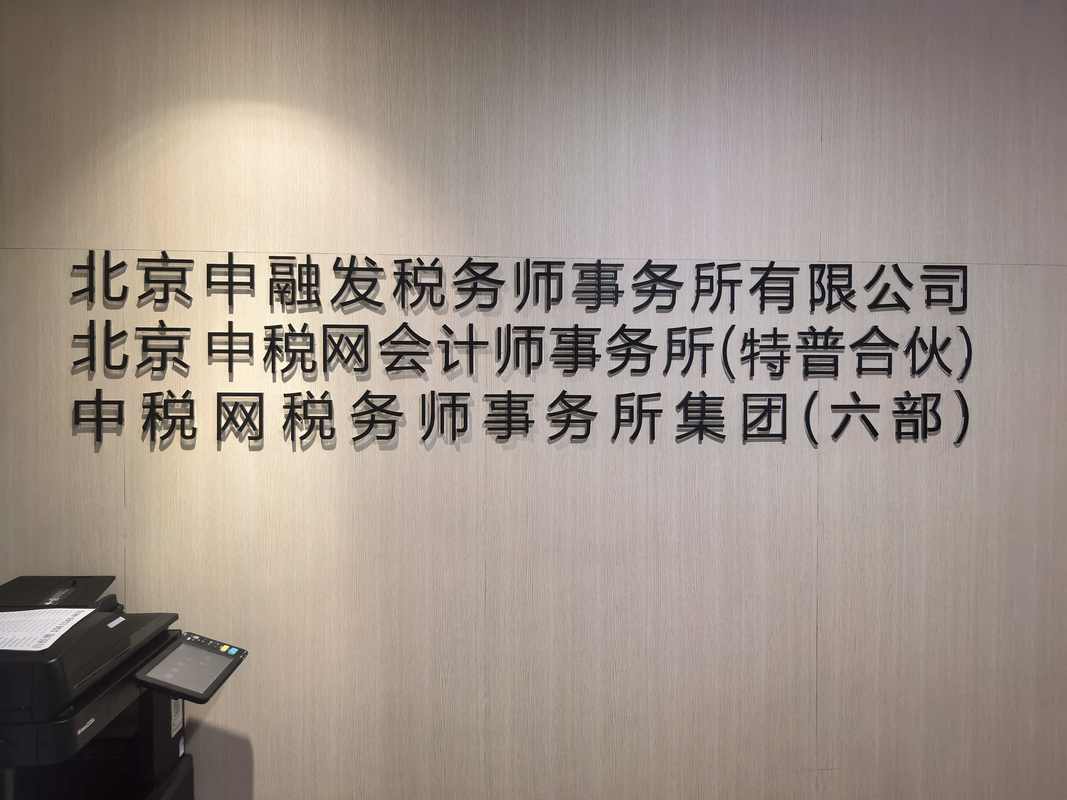 北京中融发税务师事务所有限公司
北京中税网会计师事务所(特普合伙)
中税网税务师事务所集团(六部)